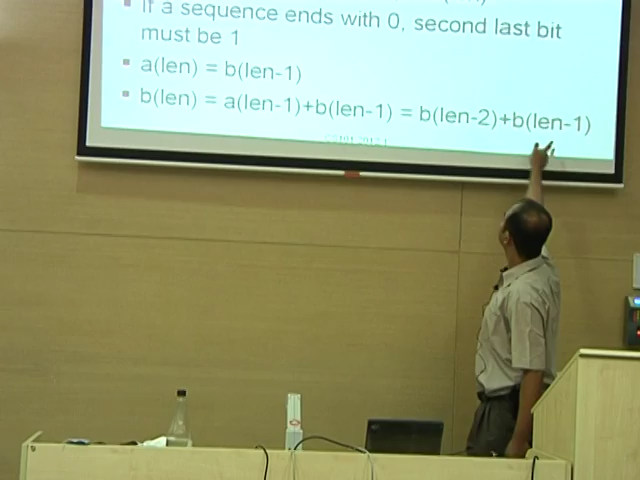 If a sequence ends with 0, second last bit
must be 1
a(len) = b(len-1)
b(len) = a(len-1)+b(len-1) = b(len-2)+b(len-1)